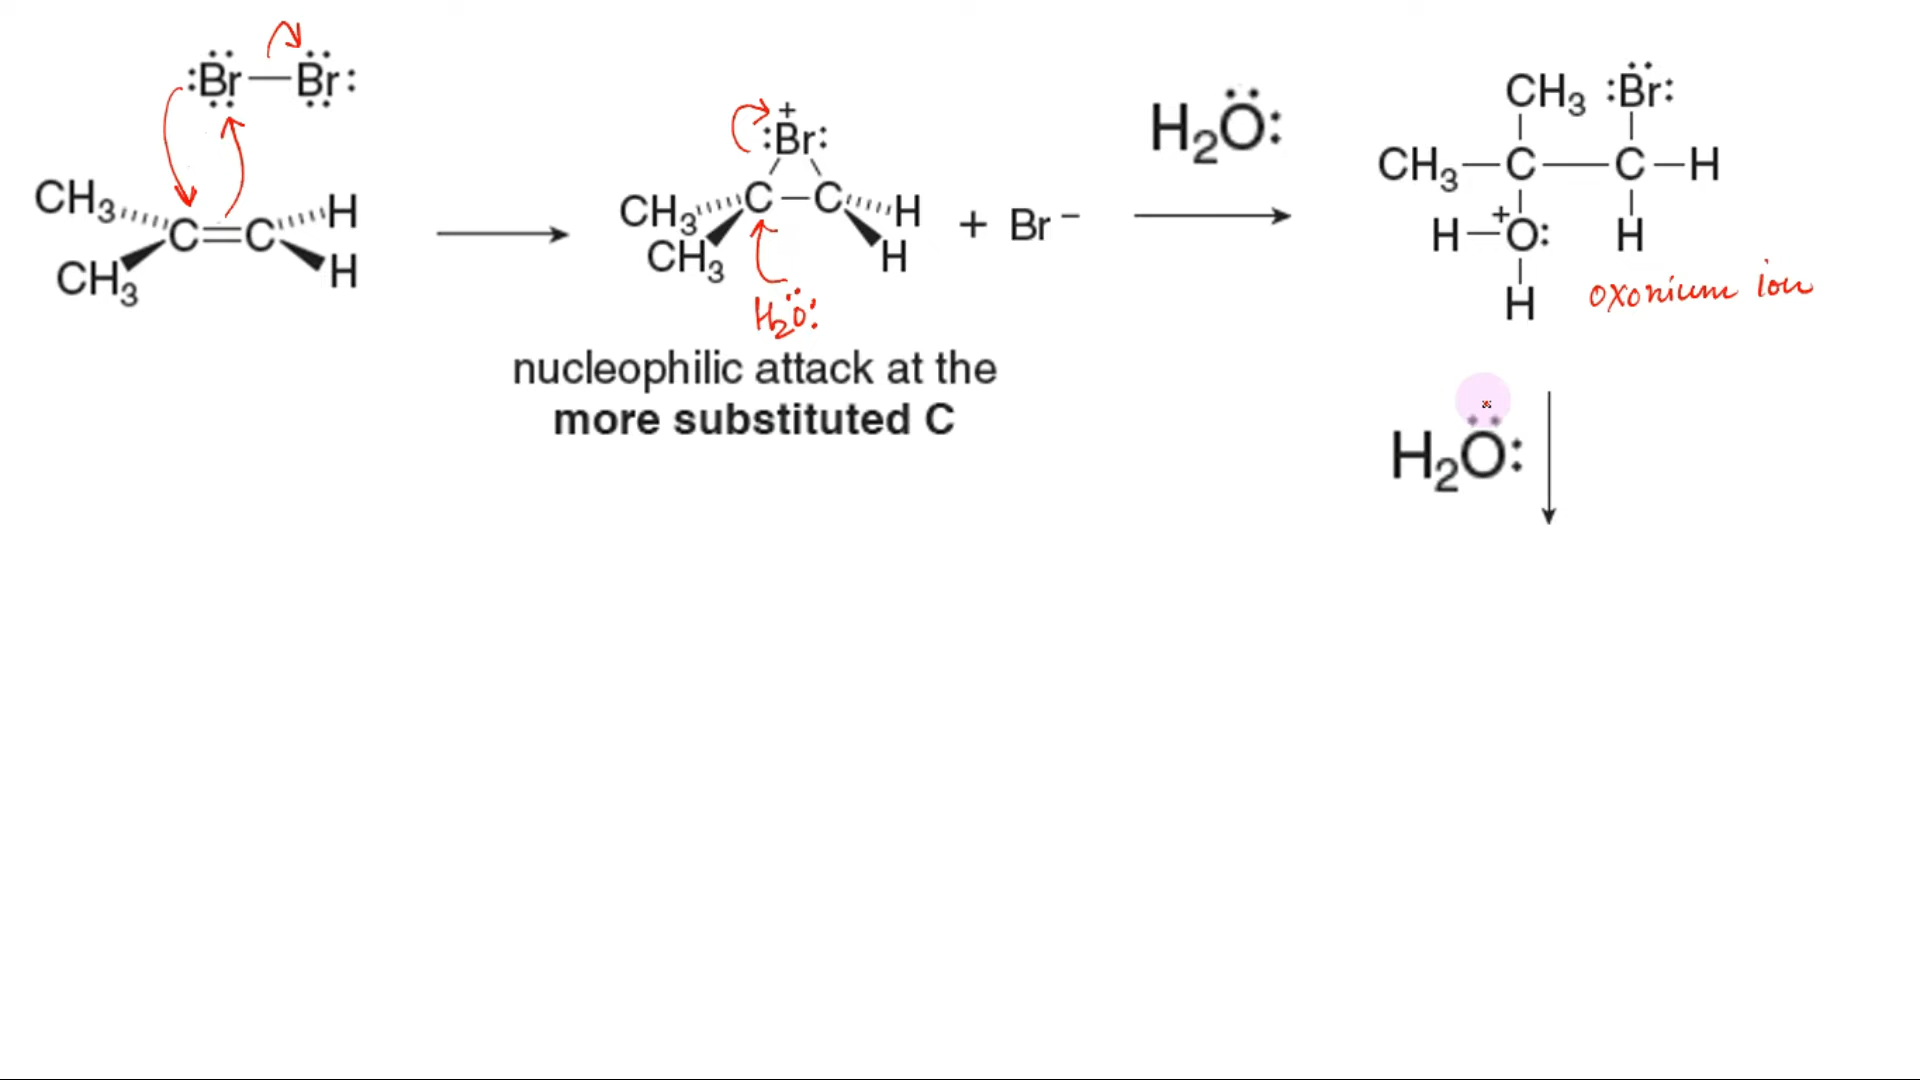 :Br—Br:
CH3 C=C H
CH3 H
+
:Br:
CH3 C—C H
CH3 H
+ Br –
H2O:
H2O:
nucleophilic attack at the
more substituted C
H2O:
CH3 :Br:
CH3—C—C—H
H—O: H
+
H
oxonium ion
H2O: